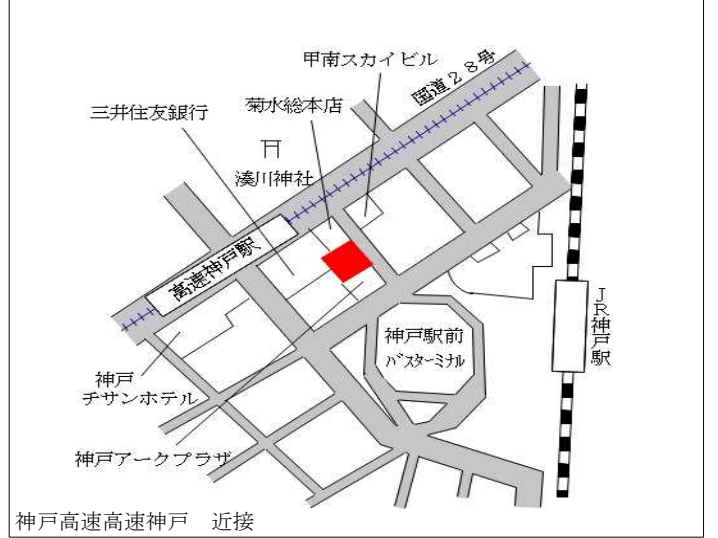 甲南スカイビル
国道２８号
菊水総本店
三井住友銀行
湊川神社
高速神戸駅
JR神戸駅
神戸駅前
バスターミナル
神戸
チサンホテル
神戸アークプラザ
神戸高速高速神戸　近接